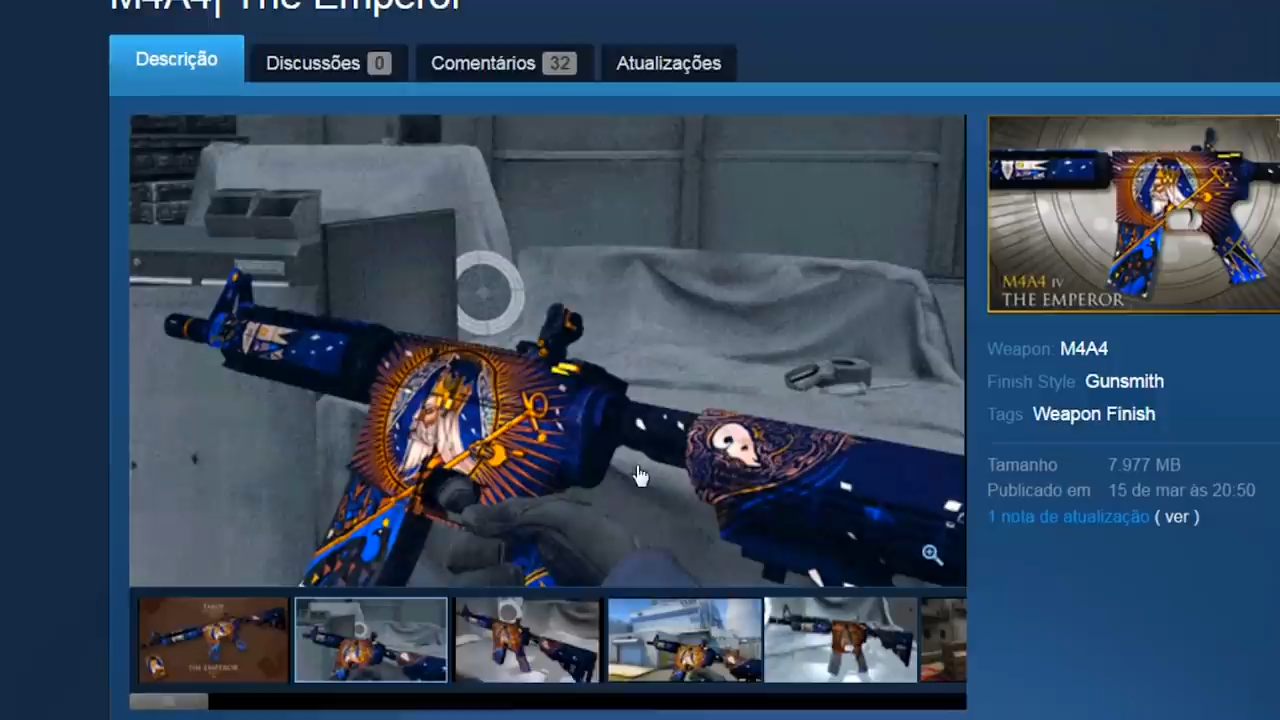 M4A4| The Emperor
Descrição
Discussões 0
Comentários 32
Atualizações
M4A4 IV
THE EMPEROR
Weapon: M4A4
Finish Style Gunsmith
Tags Weapon Finish
Tamanho 7.977 MB
Publicado em 15 de mar às 20:50
1 nota de atualização ( ver )
TAROT
THE EMPEROR